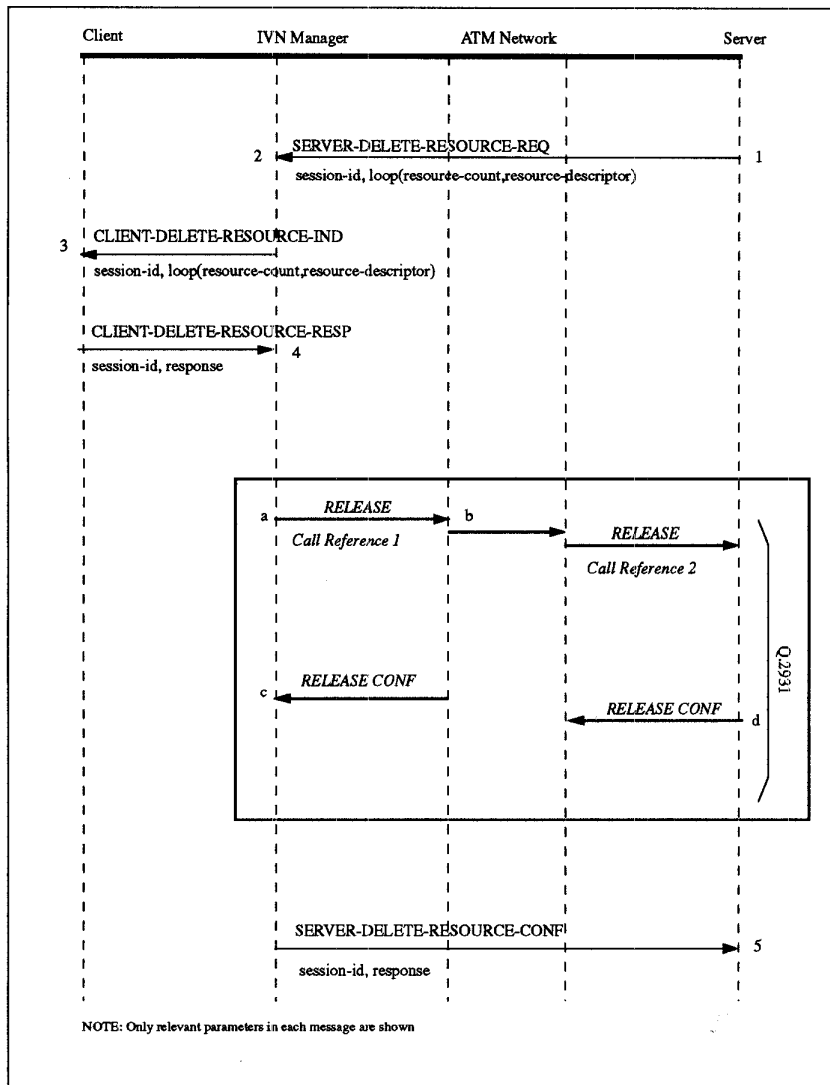 Client IVN Manager ATM Network Server
SERVER-DELETE-RESOURCE-REQ
2 1
session-id, loop(resource-count,resource-descriptor)
CLIENT-DELETE-RESOURCE-IND
3
session-id, loop(resource-count,resource-descriptor)
CLIENT-DELETE-RESOURCE-RESP
4
session-id, response
a RELEASE b
Call Reference 1
RELEASE
Call Reference 2
Q.2931
c RELEASE CONF
RELEASE CONF d
SERVER-DELETE-RESOURCE-CONF
5
session-id, response
NOTE: Only relevant parameters in each message are shown